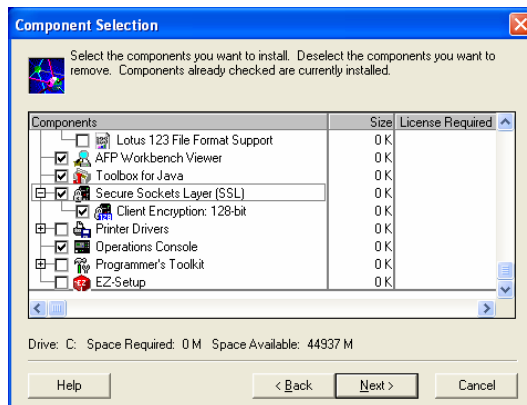 Component Selection
Select the components you want to install. Deselect the components you want to
remove. Components already checked are currently installed.
Components Size License Required
Lotus 123 File Format Support 0 K
AFP Workbench Viewer 0 K
Toolbox for Java 0 K
Secure Sockets Layer (SSL) 0 K
Client Encryption: 128-bit 0 K
Printer Drivers 0 K
Operations Console 0 K
Programmer's Toolkit 0 K
EZ-Setup 0 K
Drive: C: Space Required: 0 M Space Available: 44937 M
Help < Back Next > Cancel